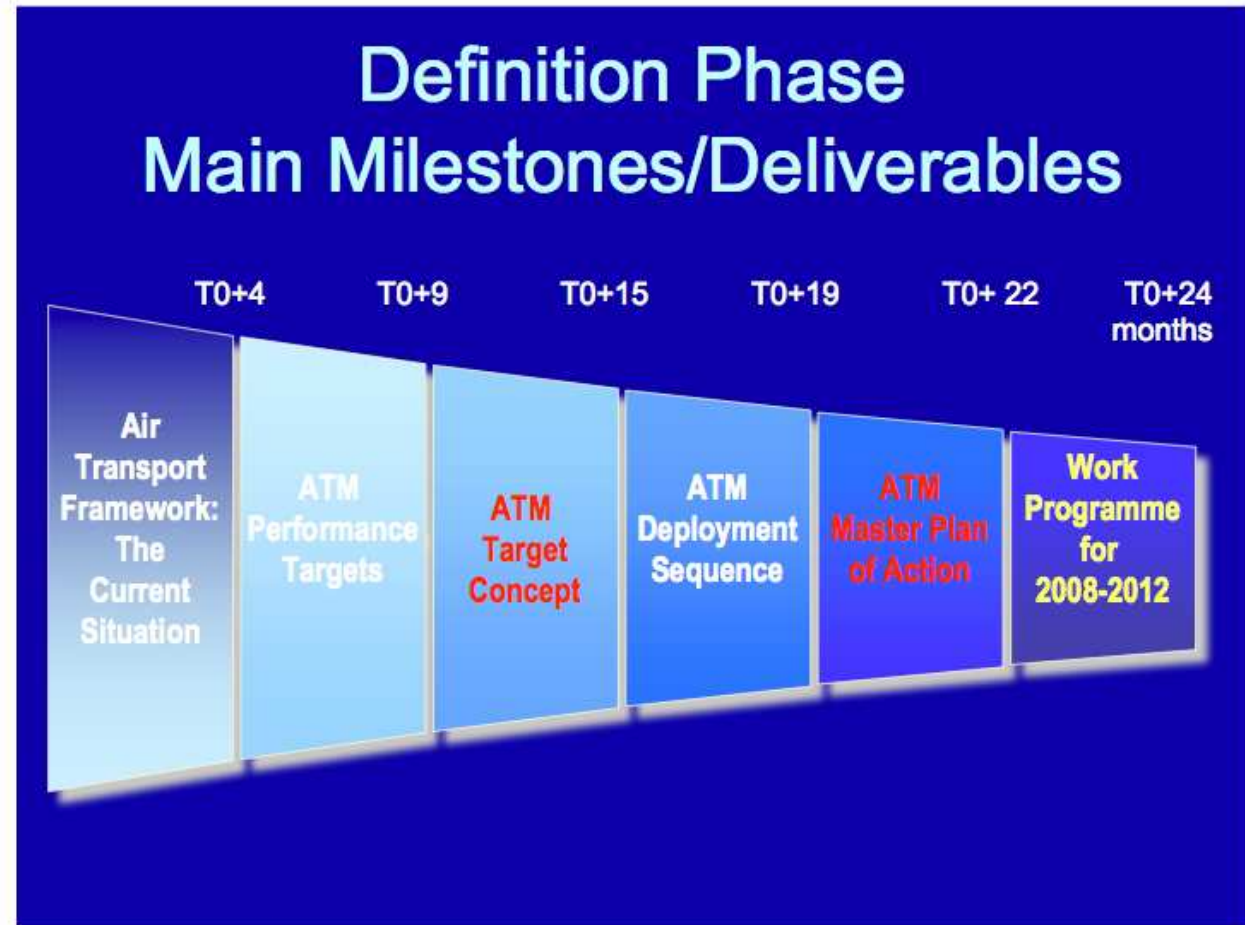 Definition Phase
Main Milestones/Deliverables
T0+4 T0+9 T0+15 T0+19 T0+ 22 T0+24
months
Air
Transport
Framework:
The
Current
Situation
ATM
Performance
Targets
ATM
Target
Concept
ATM
Deployment
Sequence
ATM
Master Plan
of Action
Work
Programme
for
2008-2012